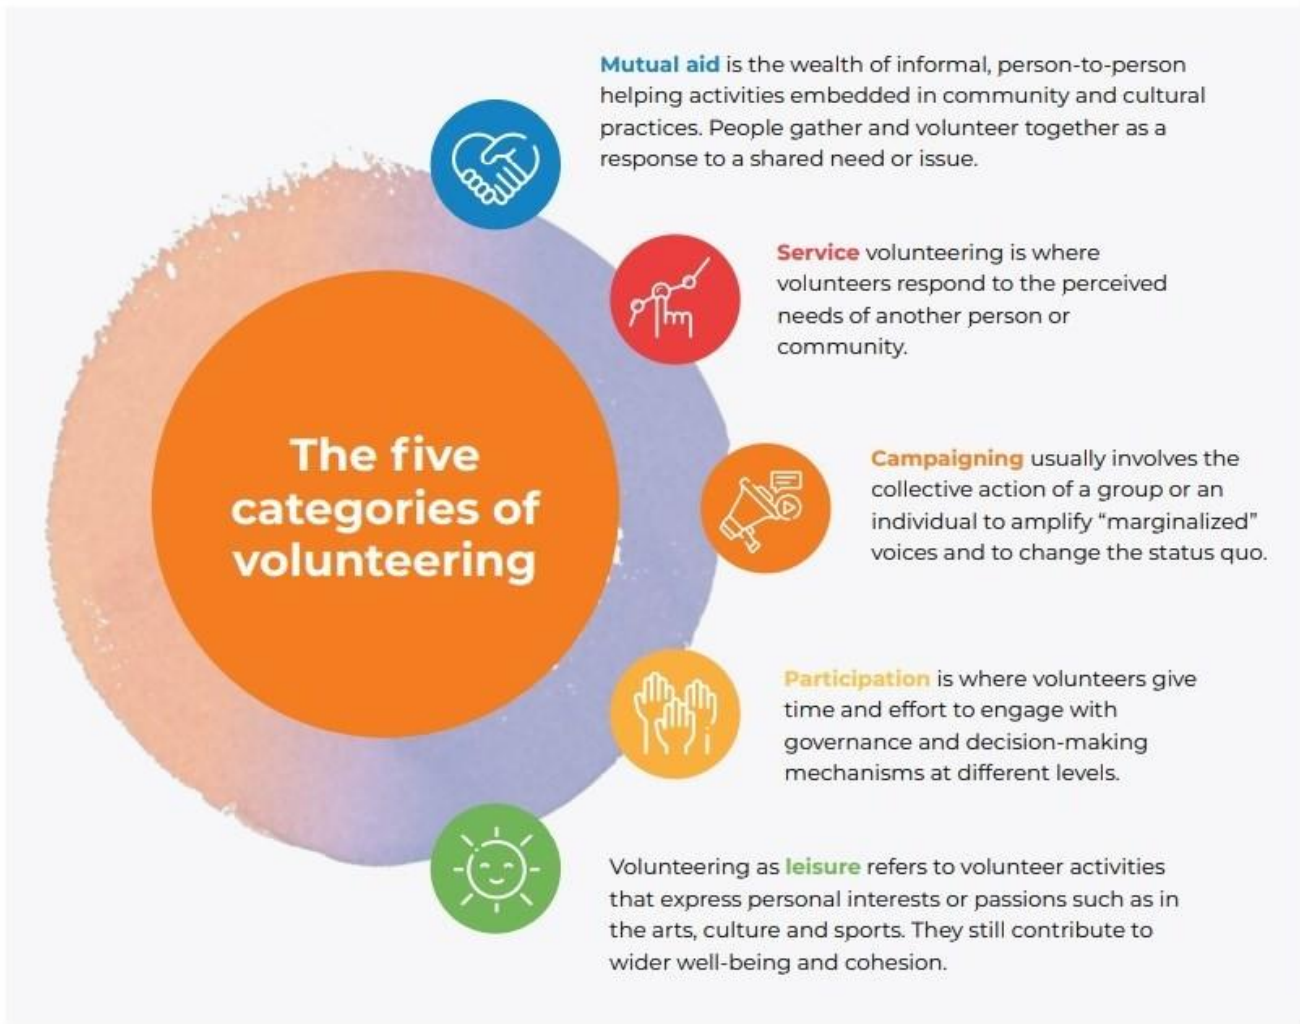 Mutual aid is the wealth of informal, person-to-person
helping activities embedded in community and cultural
practices. People gather and volunteer together as a
response to a shared need or issue.
Service volunteering is where
volunteers respond to the perceived
needs of another person or
community.
The five
categories of
volunteering
Campaigning usually involves the
collective action of a group or an
individual to amplify “marginalized”
voices and to change the status quo.
Participation is where volunteers give
time and effort to engage with
governance and decision-making
mechanisms at different levels.
Volunteering as leisure refers to volunteer activities
that express personal interests or passions such as in
the arts, culture and sports. They still contribute to
wider well-being and cohesion.